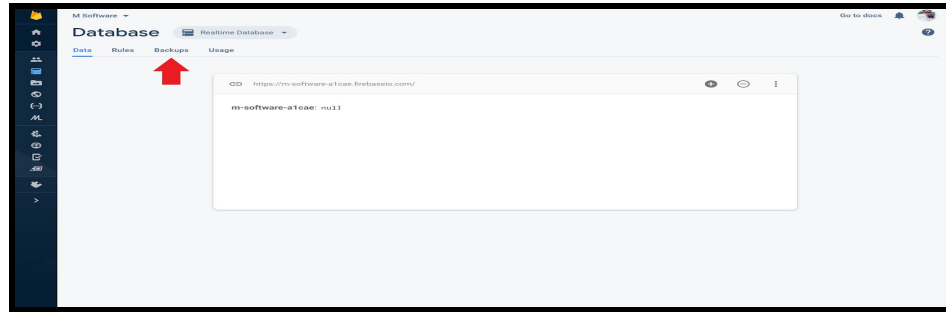 M Software
Go to docs
Database
Realtime Database
Data Rules Backups Usage
https://m-software-a1cae.firebaseio.com/
m-software-a1cae: null